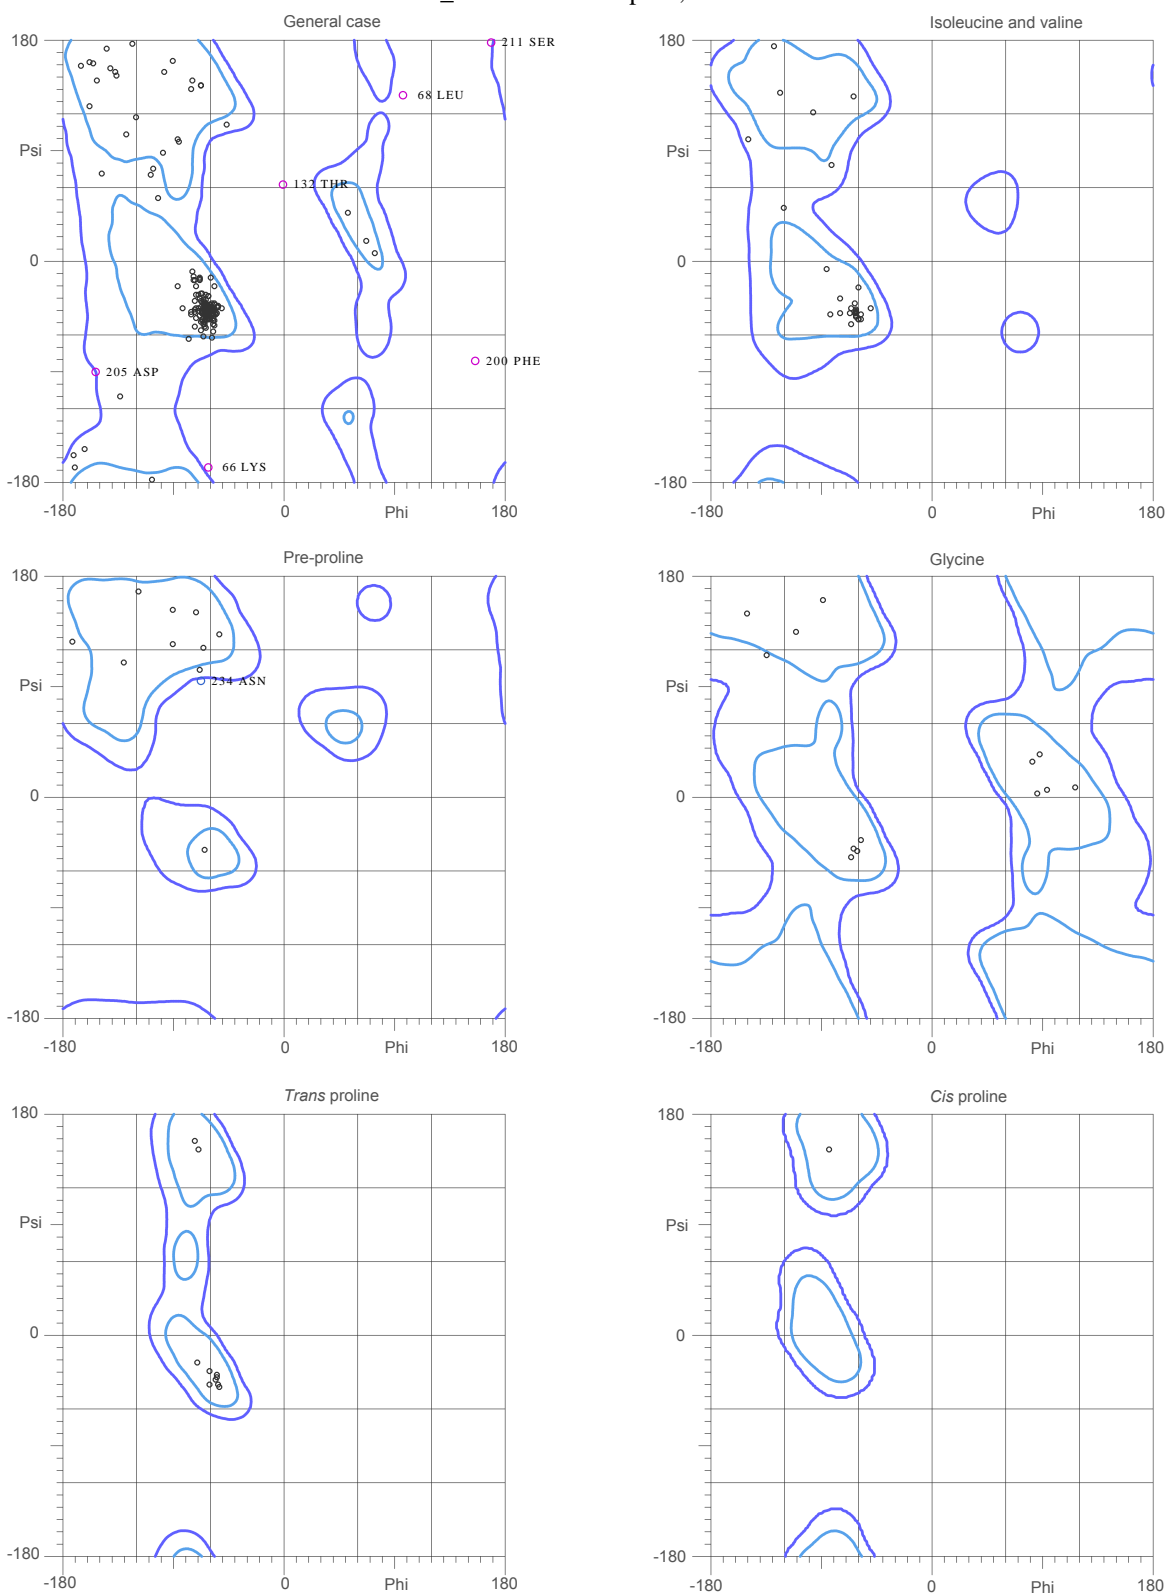 General case
180
Psi
0
-180
-180
0
Phi
180
211 SER
68 LEU
132 THR
200 PHE
205 ASP
66 LYS
Isoleucine and valine
180
Psi
0
-180
-180
0
Phi
180
Pre-proline
180
Psi
0
-180
-180
0
Phi
180
234 ASN
Glycine
180
Psi
0
-180
-180
0
Phi
180
Trans proline
180
Psi
0
-180
-180
0
Phi
180
Cis proline
180
Psi
0
-180
-180
0
Phi
180